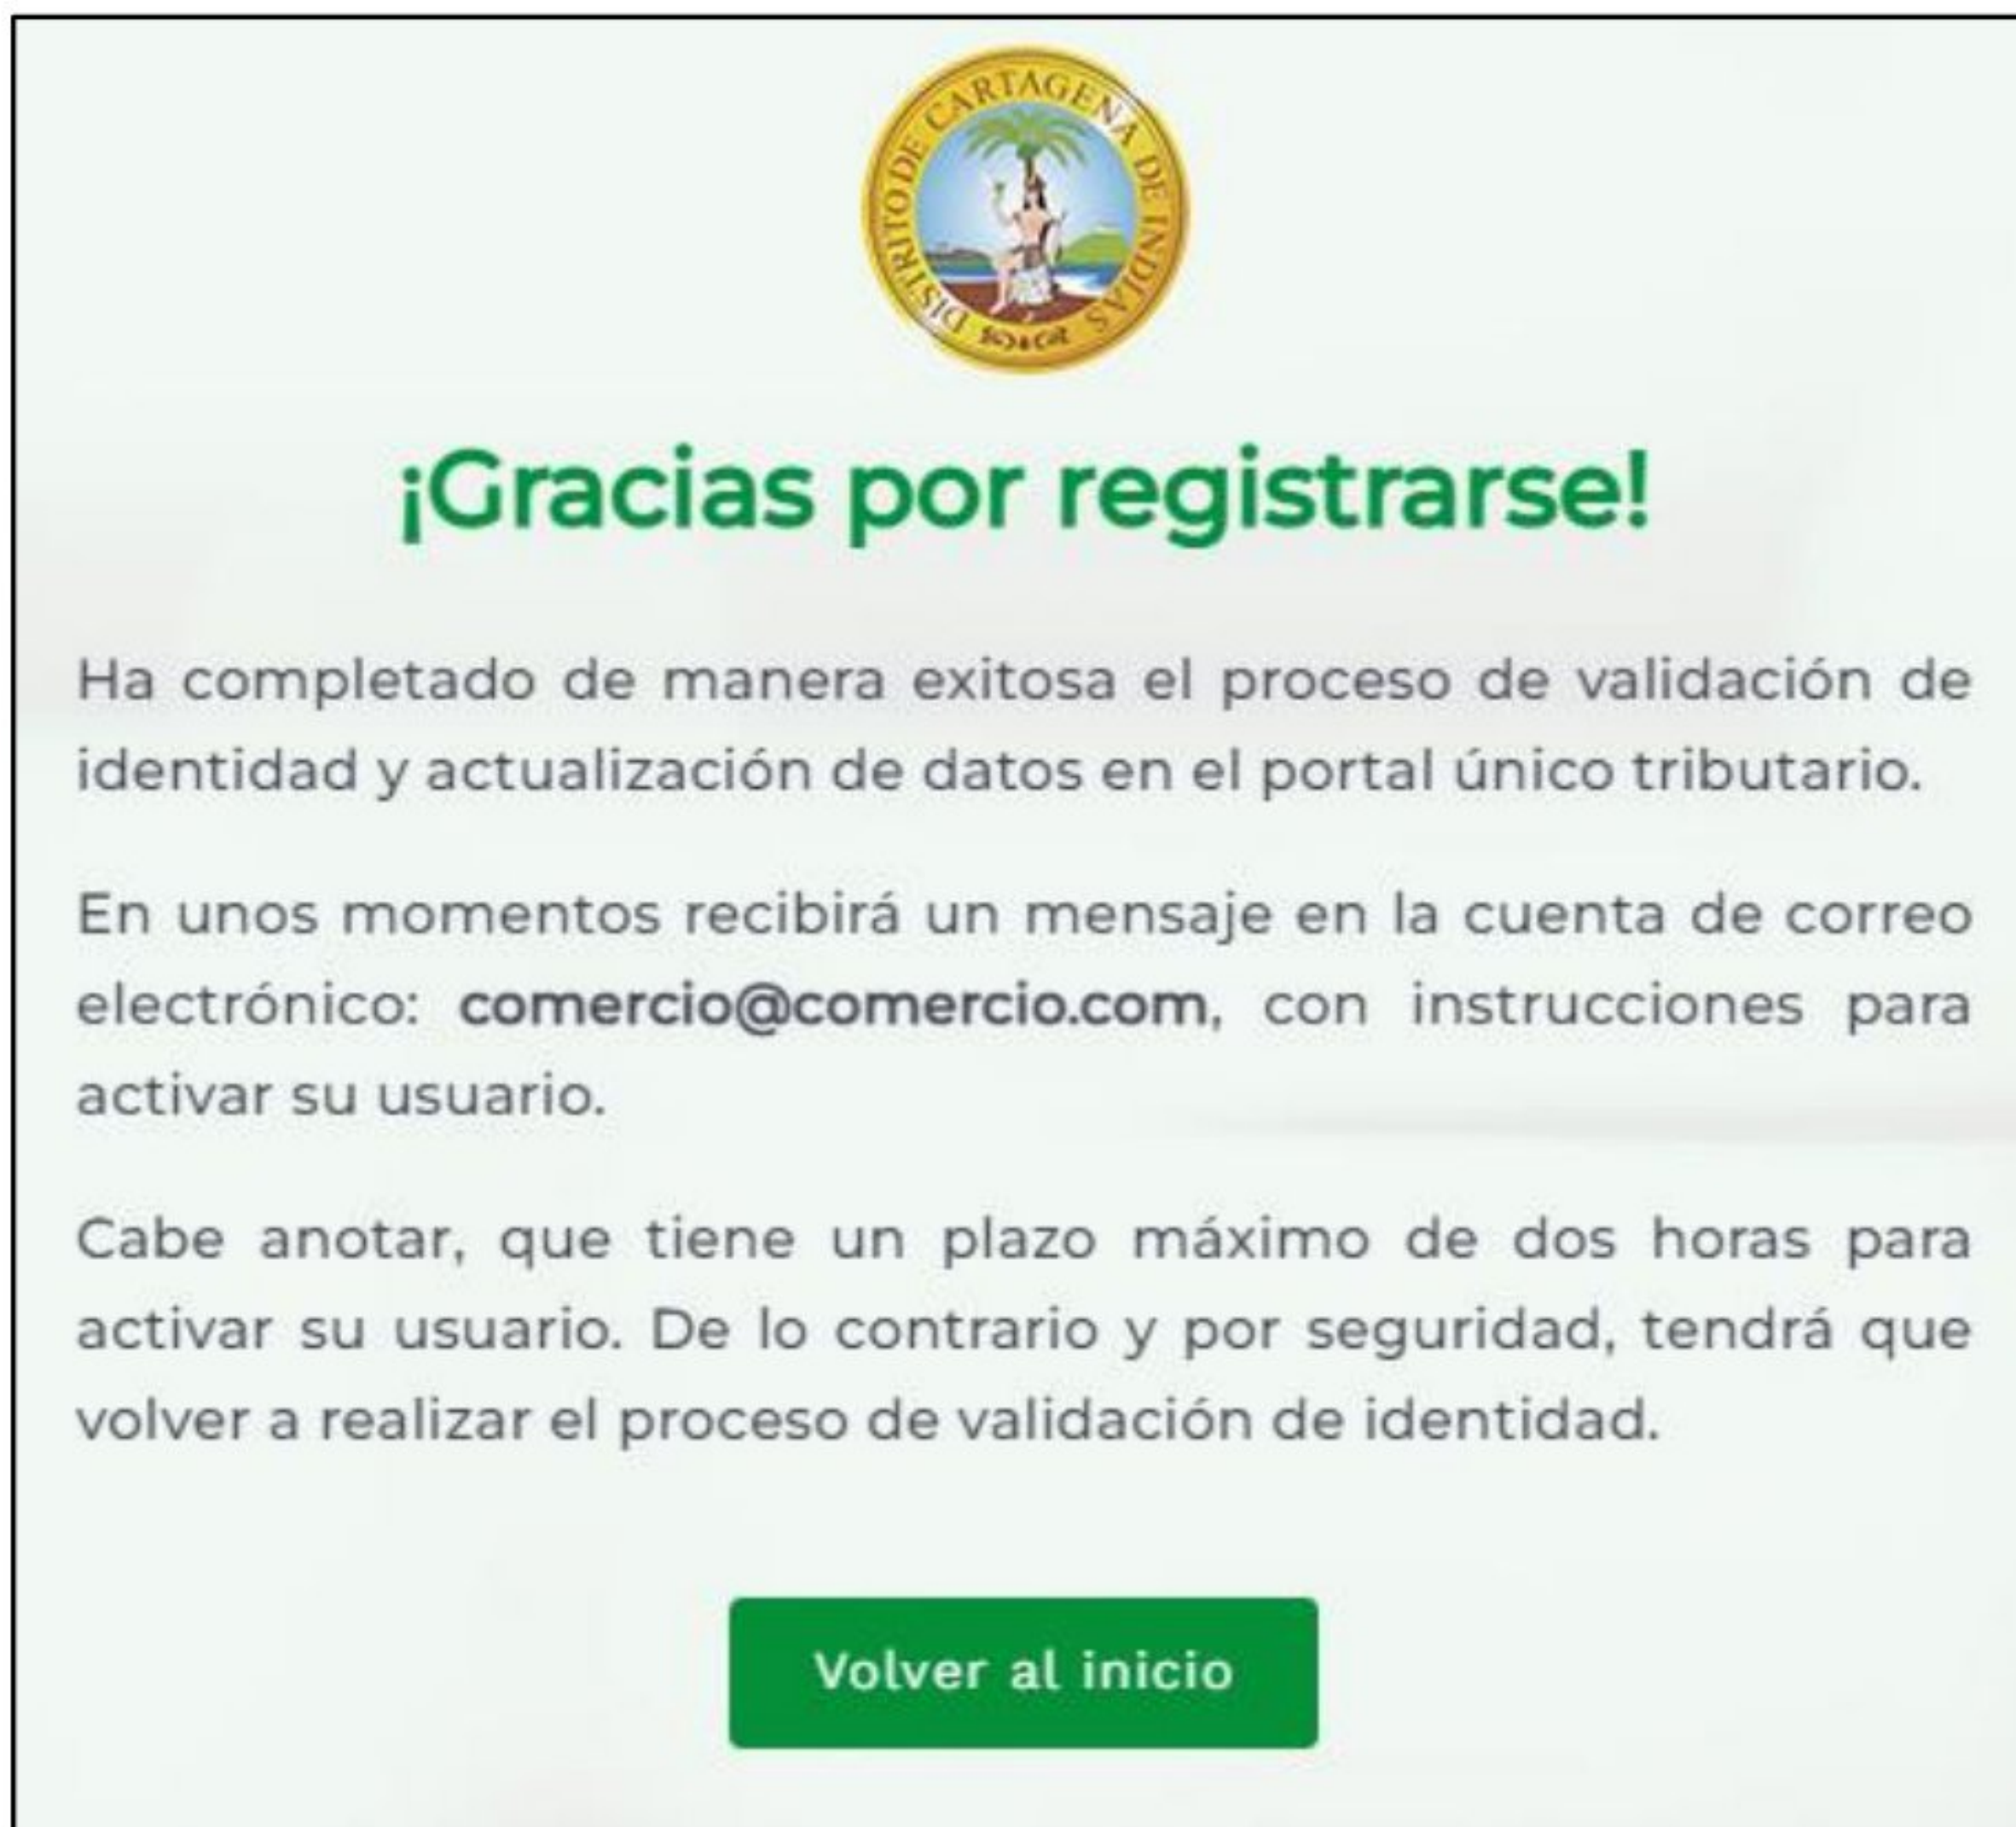 DISTRITO DE CARTAGENA DE INDIAS
¡Gracias por registrarse!
Ha completado de manera exitosa el proceso de validación de
identidad y actualización de datos en el portal único tributario.
En unos momentos recibirá un mensaje en la cuenta de correo
electrónico: comercio@comercio.com, con instrucciones para
activar su usuario.
Cabe anotar, que tiene un plazo máximo de dos horas para
activar su usuario. De lo contrario y por seguridad, tendrá que
volver a realizar el proceso de validación de identidad.
Volver al inicio